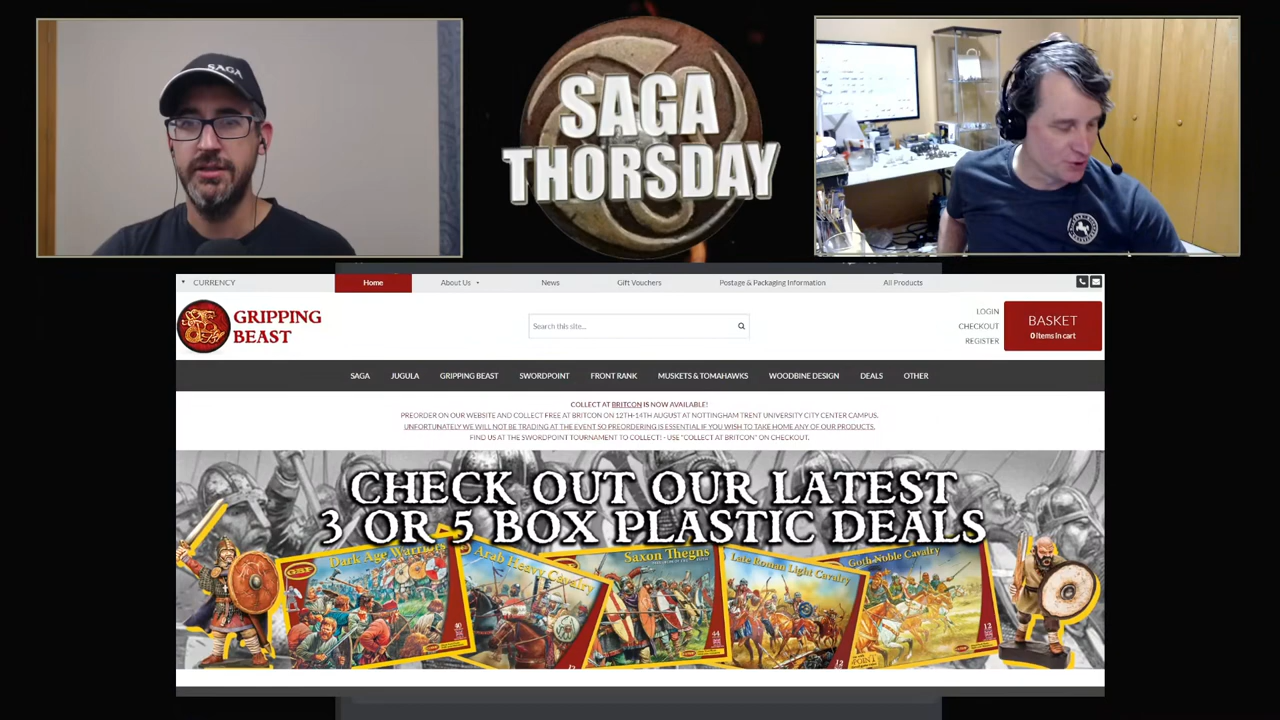 SAGA
SAGA
THORSDAY
CURRENCY
Home
About Us
News
Gift Vouchers
Postage & Packaging Information
All Products
GRIPPING
BEAST
Search this site...
LOGIN
CHECKOUT
REGISTER
BASKET
0 items in cart
SAGA
JUGULA
GRIPPING BEAST
SWORDPOINT
FRONT RANK
MUSKETS & TOMAHAWKS
WOODBINE DESIGN
DEALS
OTHER
COLLECT AT BRITCON IS NOW AVAILABLE!
PREORDER ON OUR WEBSITE AND COLLECT FREE AT BRITCON ON 12TH-14TH AUGUST AT NOTTINGHAM TRENT UNIVERSITY CITY CENTER CAMPUS.
UNFORTUNATELY WE WILL NOT BE TRADING AT THE EVENT SO PREORDERING IS ESSENTIAL IF YOU WISH TO TAKE HOME ANY OF OUR PRODUCTS.
FIND US AT THE SWORDPOINT TOURNAMENT TO COLLECT! - USE "COLLECT AT BRITCON" ON CHECKOUT.
CHECK OUT OUR LATEST
3 OR 5 BOX PLASTIC DEALS
Dark Age Warriors
Arab Heavy Cavalry
Saxon Thegns
Late Roman Light Cavalry
Goth Noble Cavalry
GBP
40
12
44
12
12